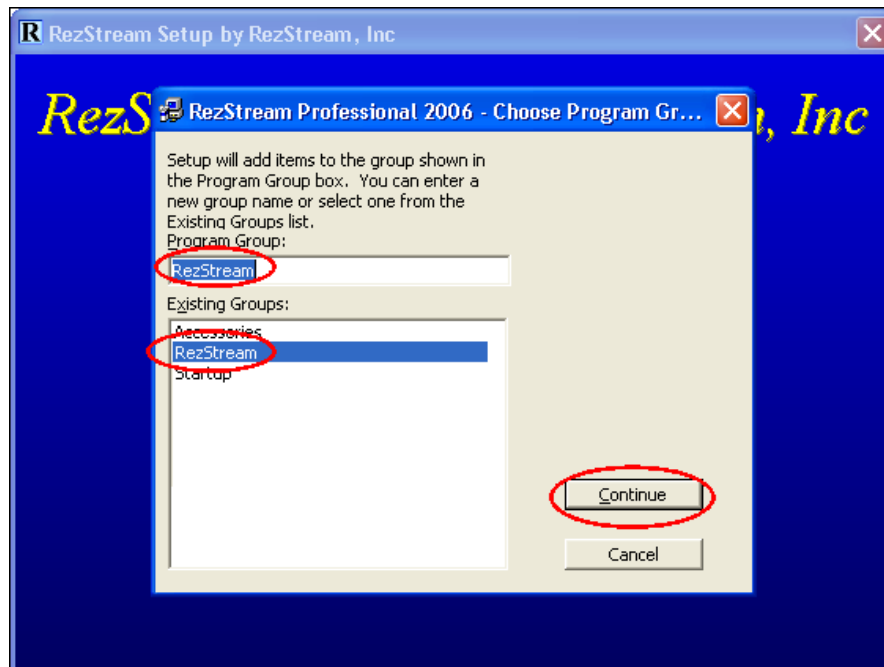 RezStream Setup by RezStream, Inc
RezS
, Inc
RezStream Professional 2006 - Choose Program Gr...
Setup will add items to the group shown in
the Program Group box. You can enter a
new group name or select one from the
Existing Groups list.
Program Group:
RezStream
Existing Groups:
Accessories
RezStream
Startup
Continue
Cancel